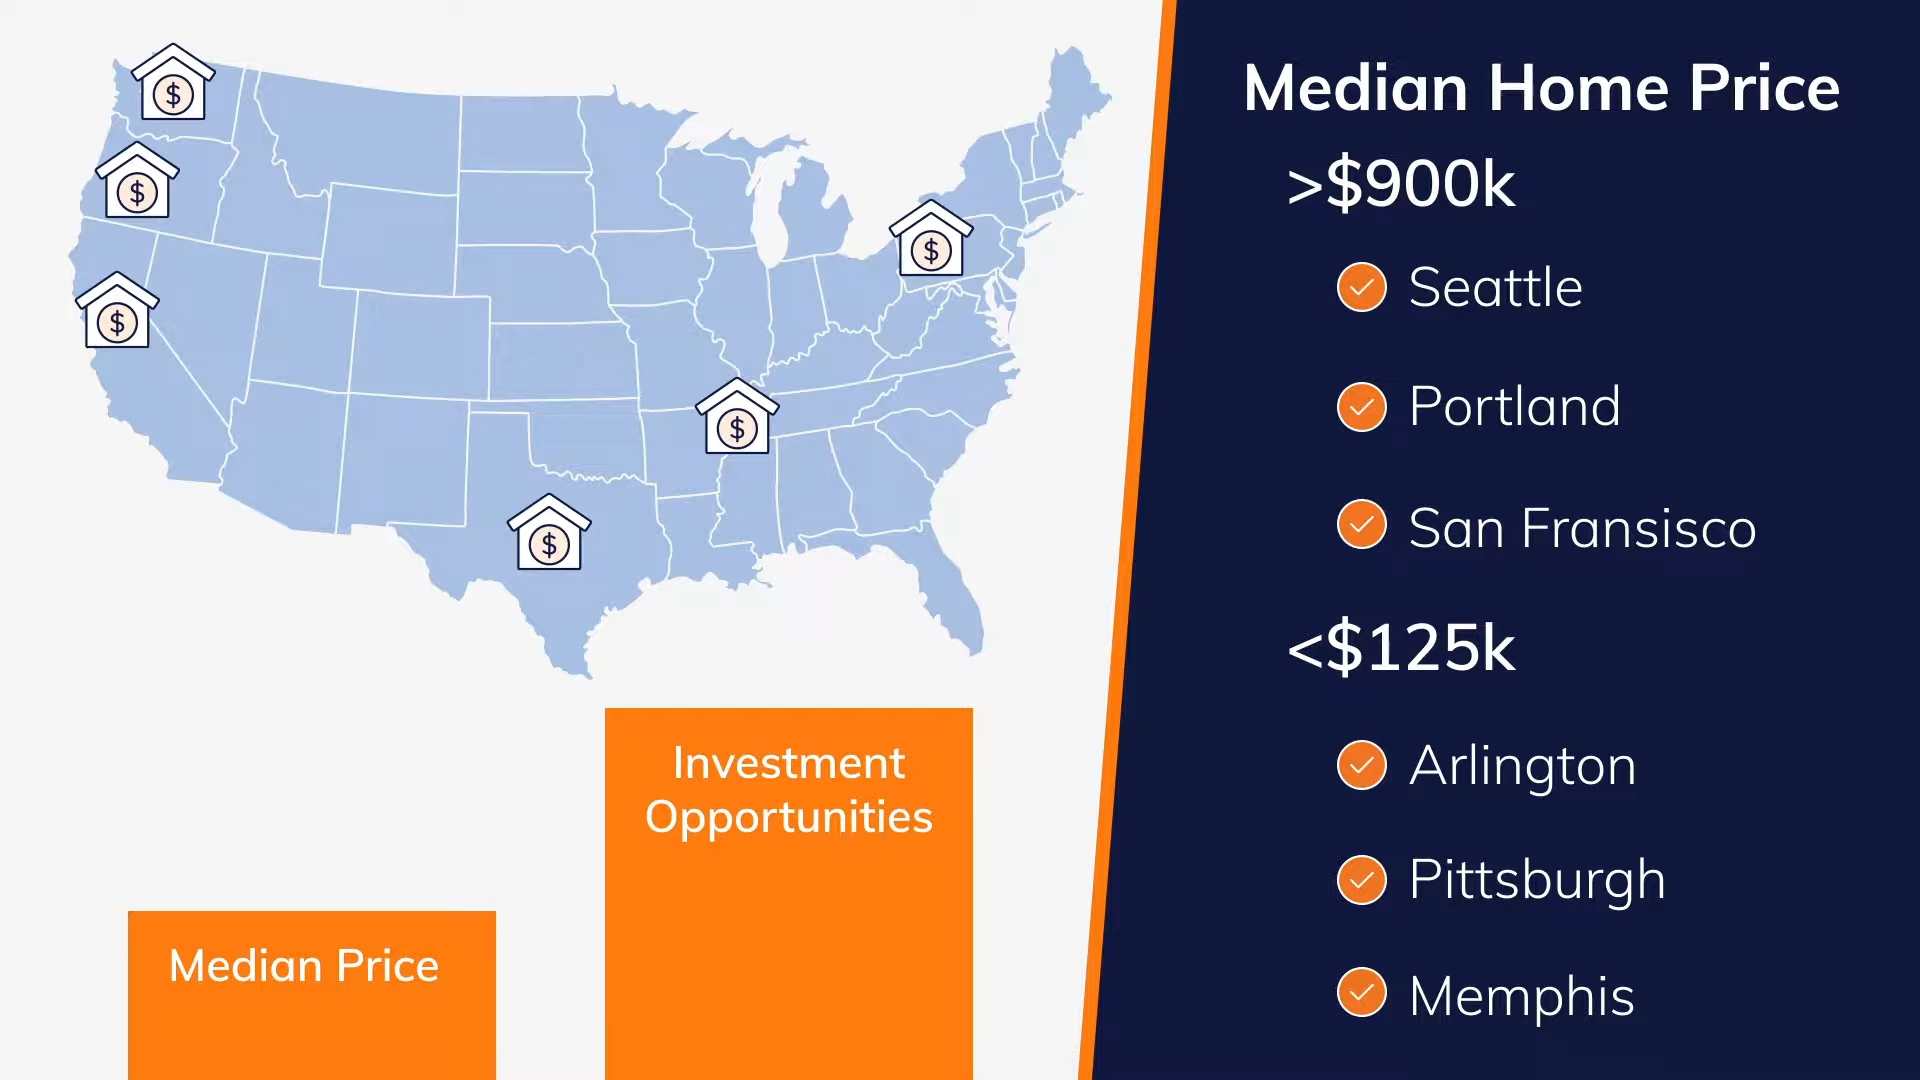 Median Home Price
>$900k
Seattle
Portland
San Fransisco
<$125k
Arlington
Pittsburgh
Memphis
$
$
$
$
$
$
Investment
Opportunities
Median Price